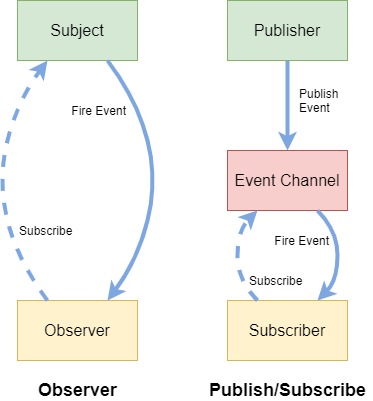 Subject
Fire Event
Subscribe
Observer
Observer
Publisher
Publish
Event
Event Channel
Fire Event
Subscribe
Subscriber
Publish/Subscribe